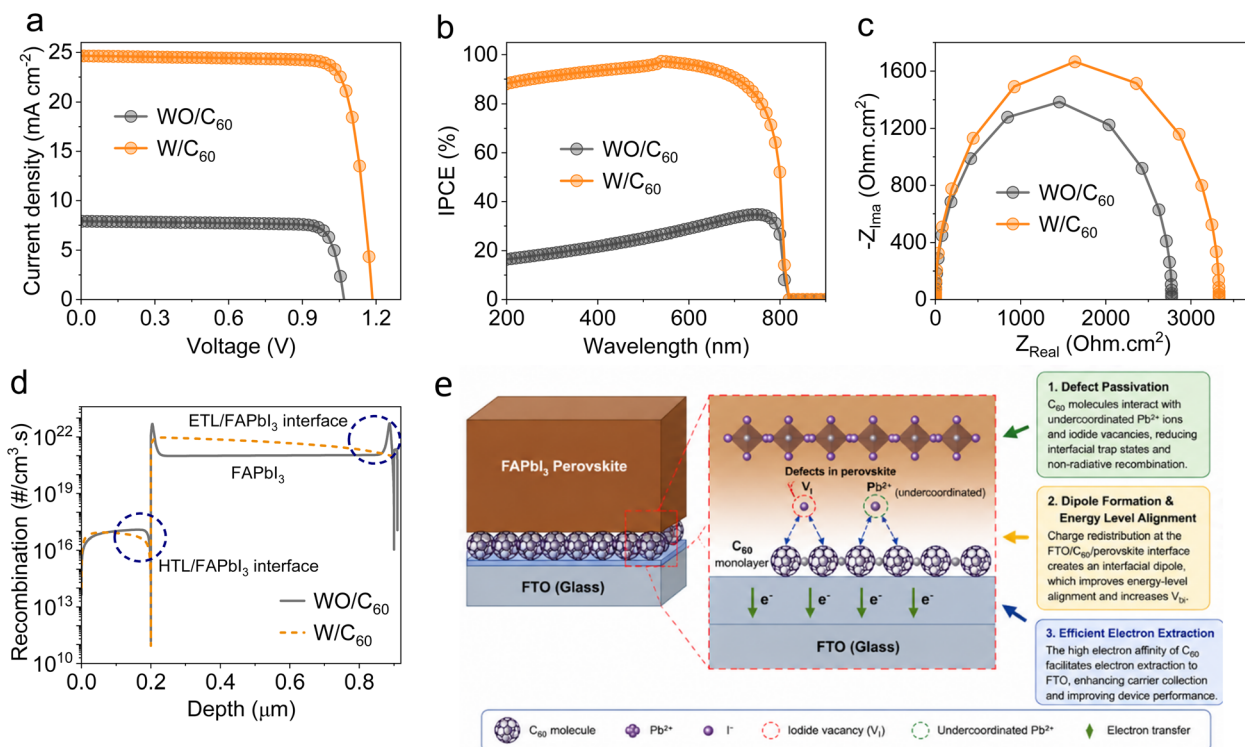 a
25
20
15
10
5
0
Current density (mA cm⁻²)
WO/C₆₀
W/C₆₀
0.0
0.3
0.6
0.9
1.2
Voltage (V)
b
100
80
60
40
20
0
IPCE (%)
WO/C₆₀
W/C₆₀
200
400
600
800
Wavelength (nm)
c
1600
1200
800
400
0
-Z_Ima (Ohm.cm²)
WO/C₆₀
W/C₆₀
0
1000
2000
3000
Z_Real (Ohm.cm²)
d
10²²
10¹⁹
10¹⁶
10¹³
10¹⁰
Recombination (#/cm³.s)
ETL/FAPbI₃ interface
FAPbI₃
HTL/FAPbI₃ interface
WO/C₆₀
W/C₆₀
0.0
0.2
0.4
0.6
0.8
Depth (μm)
e
FAPbI₃ Perovskite
FTO (Glass)
Defects in perovskite
V_I
Pb²⁺
(undercoordinated)
C₆₀
monolayer
e⁻
e⁻
e⁻
e⁻
FTO (Glass)
1. Defect Passivation
C₆₀ molecules interact with
undercoordinated Pb²⁺ ions
and iodide vacancies, reducing
interfacial trap states and
non-radiative recombination.
2. Dipole Formation &
Energy Level Alignment
Charge redistribution at the
FTO/C₆₀/perovskite interface
creates an interfacial dipole,
which improves energy-level
alignment and increases V_bi.
3. Efficient Electron Extraction
The high electron affinity of C₆₀
facilitates electron extraction to
FTO, enhancing carrier collection
and improving device performance.
C₆₀ molecule
Pb²⁺
I⁻
Iodide vacancy (V_I)
Undercoordinated Pb²⁺
Electron transfer